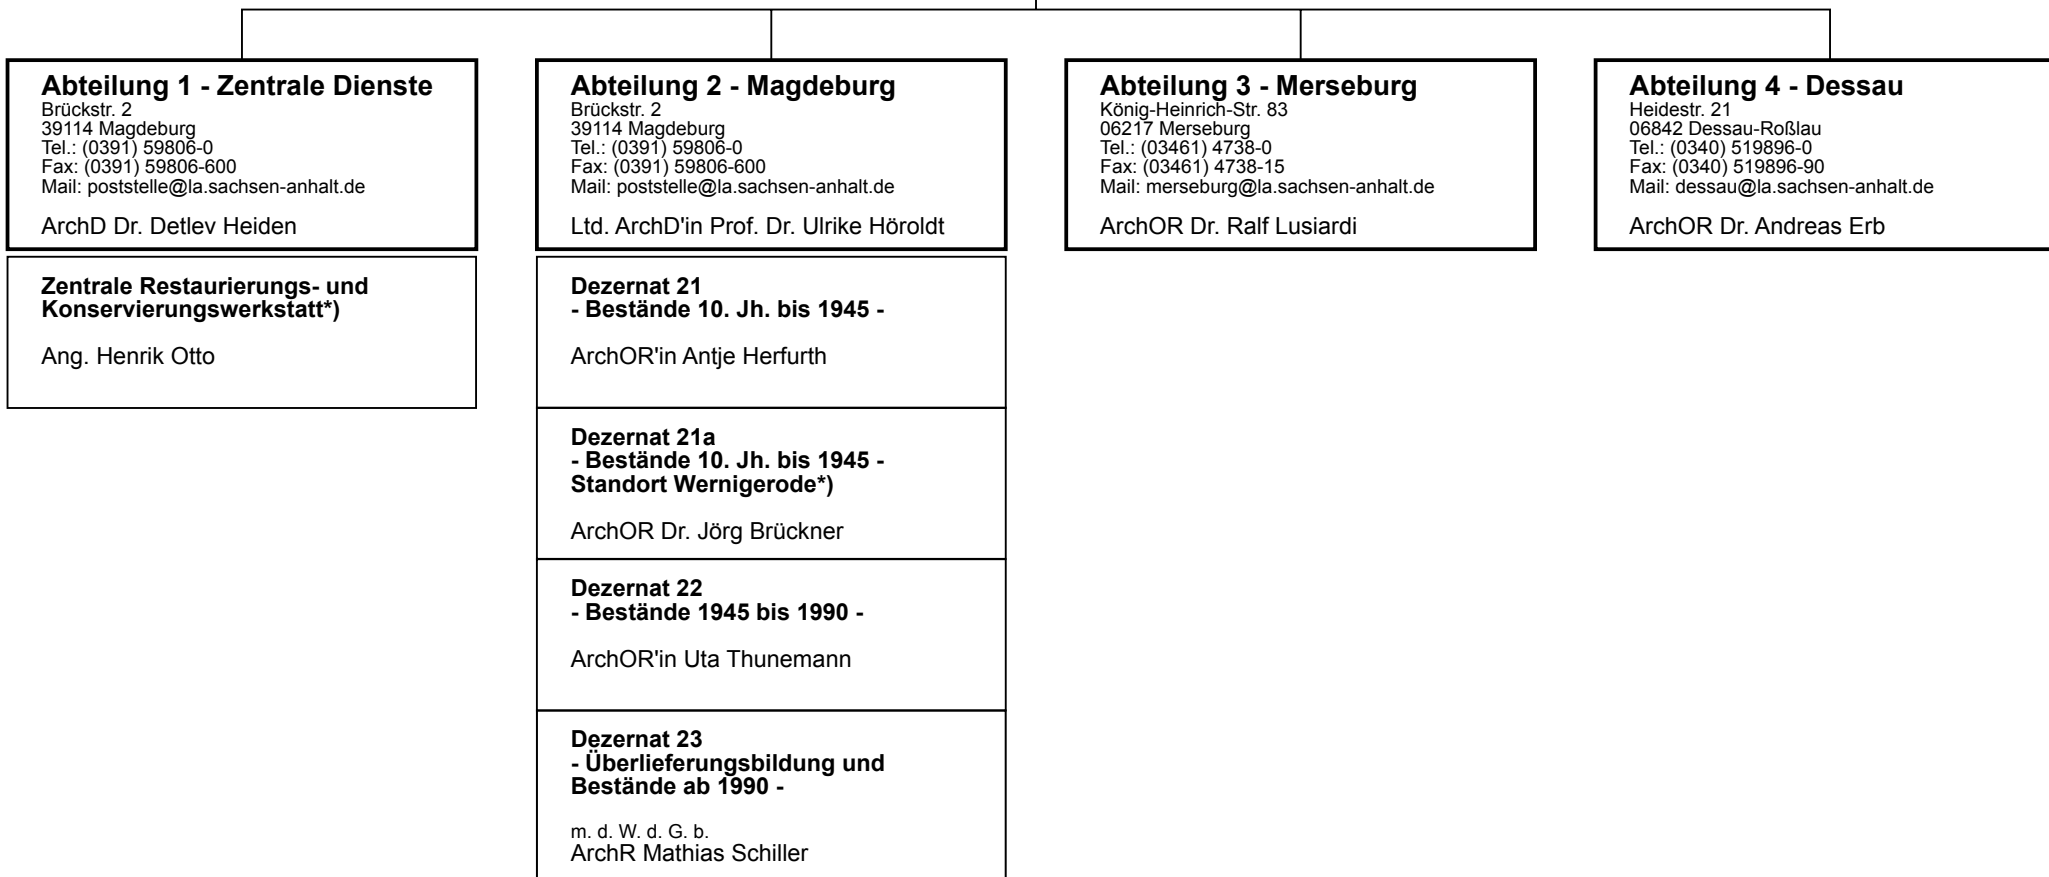 Abteilung 1 - Zentrale Dienste
Brückstr. 2
39114 Magdeburg
Tel.: (0391) 59806-0
Fax: (0391) 59806-600
Mail: poststelle@la.sachsen-anhalt.de
ArchD Dr. Detlev Heiden
Zentrale Restaurierungs- und
Konservierungswerkstatt*)
Ang. Henrik Otto
Abteilung 2 - Magdeburg
Brückstr. 2
39114 Magdeburg
Tel.: (0391) 59806-0
Fax: (0391) 59806-600
Mail: poststelle@la.sachsen-anhalt.de
Ltd. ArchD'in Prof. Dr. Ulrike Höroldt
Dezernat 21
- Bestände 10. Jh. bis 1945 -
ArchOR'in Antje Herfurth
Dezernat 21a
- Bestände 10. Jh. bis 1945 -
Standort Wernigerode*)
ArchOR Dr. Jörg Brückner
Dezernat 22
- Bestände 1945 bis 1990 -
ArchOR'in Uta Thunemann
Dezernat 23
- Überlieferungsbildung und
Bestände ab 1990 -
m. d. W. d. G. b.
ArchR Mathias Schiller
Abteilung 3 - Merseburg
König-Heinrich-Str. 83
06217 Merseburg
Tel.: (03461) 4738-0
Fax: (03461) 4738-15
Mail: merseburg@la.sachsen-anhalt.de
ArchOR Dr. Ralf Lusiardi
Abteilung 4 - Dessau
Heidestr. 21
06842 Dessau-Roßlau
Tel.: (0340) 519896-0
Fax: (0340) 519896-90
Mail: dessau@la.sachsen-anhalt.de
ArchOR Dr. Andreas Erb